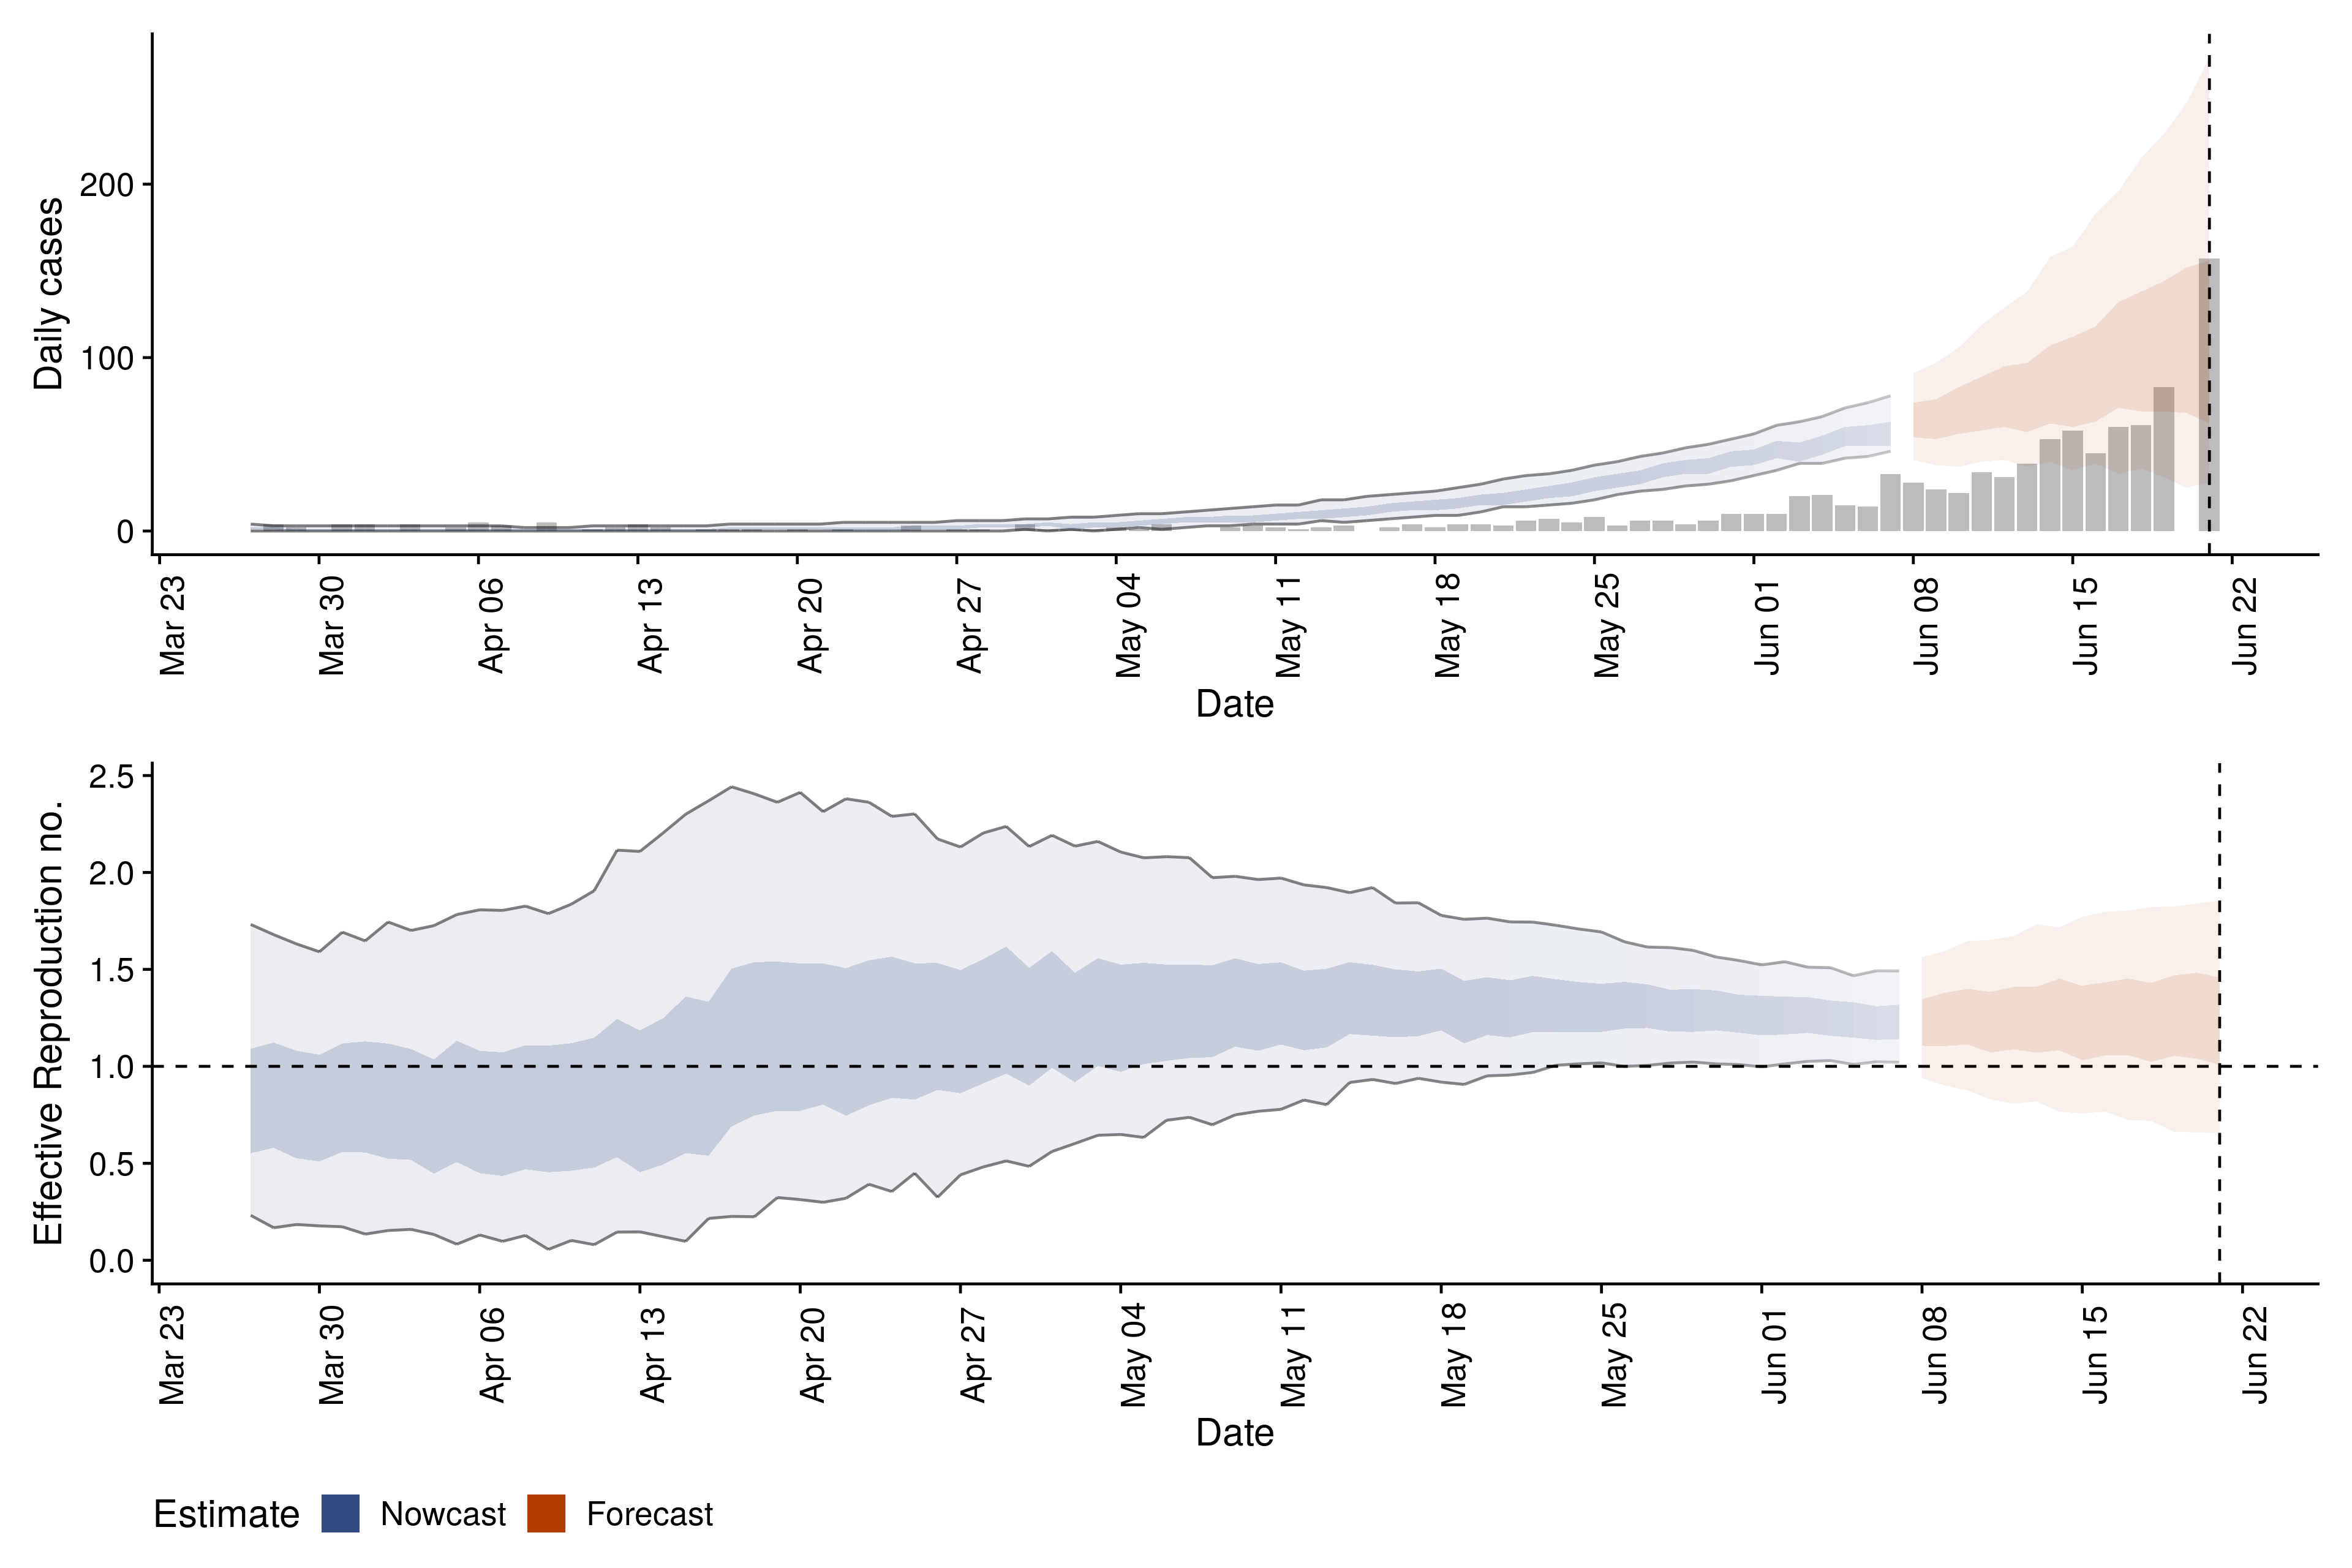 Daily cases
200
100
0
Mar 23
Mar 30
Apr 06
Apr 13
Apr 20
Apr 27
May 04
May 11
May 18
May 25
Jun 01
Jun 08
Jun 15
Jun 22
Date
Effective Reproduction no.
2.5
2.0
1.5
1.0
0.5
0.0
Mar 23
Mar 30
Apr 06
Apr 13
Apr 20
Apr 27
May 04
May 11
May 18
May 25
Jun 01
Jun 08
Jun 15
Jun 22
Date
Estimate Nowcast Forecast